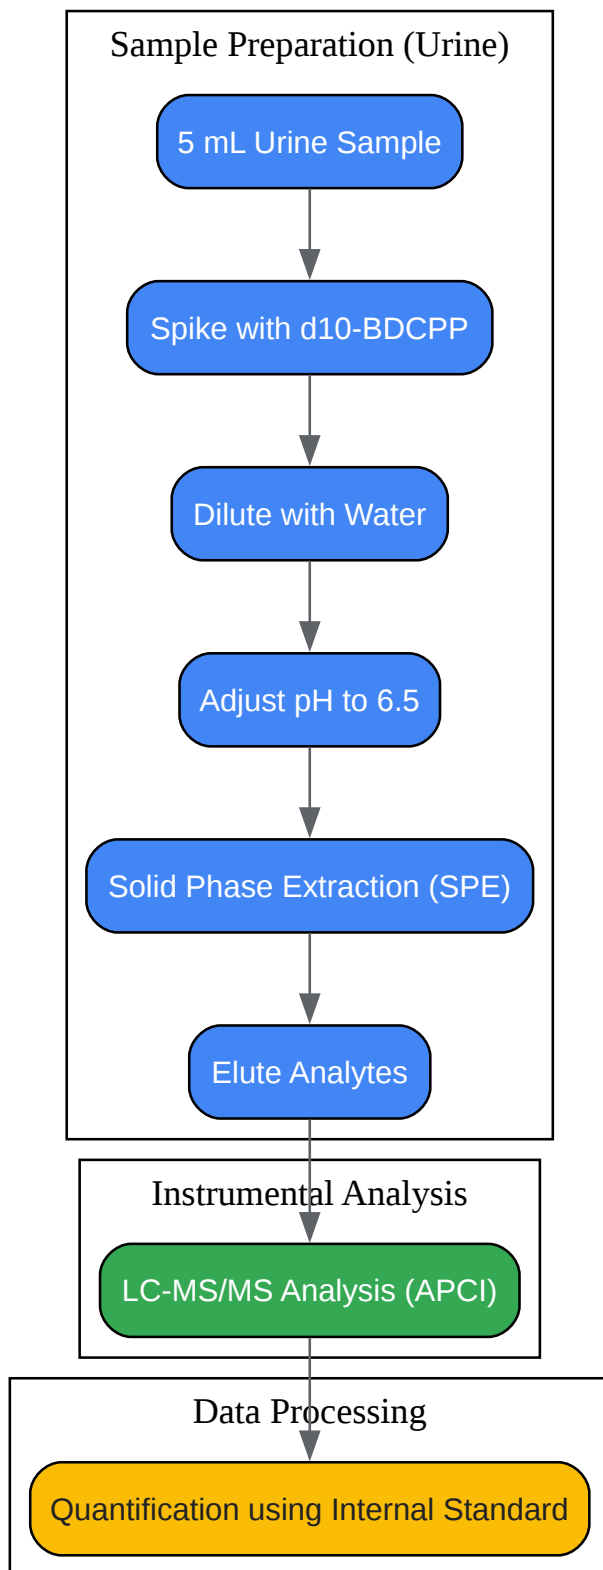 Sample Preparation (Urine)
5 mL Urine Sample
Spike with d10-BDCPP
Dilute with Water
Adjust pH to 6.5
Solid Phase Extraction (SPE)
Elute Analytes
Instrumental Analysis
LC-MS/MS Analysis (APCI)
Data Processing
Quantification using Internal Standard